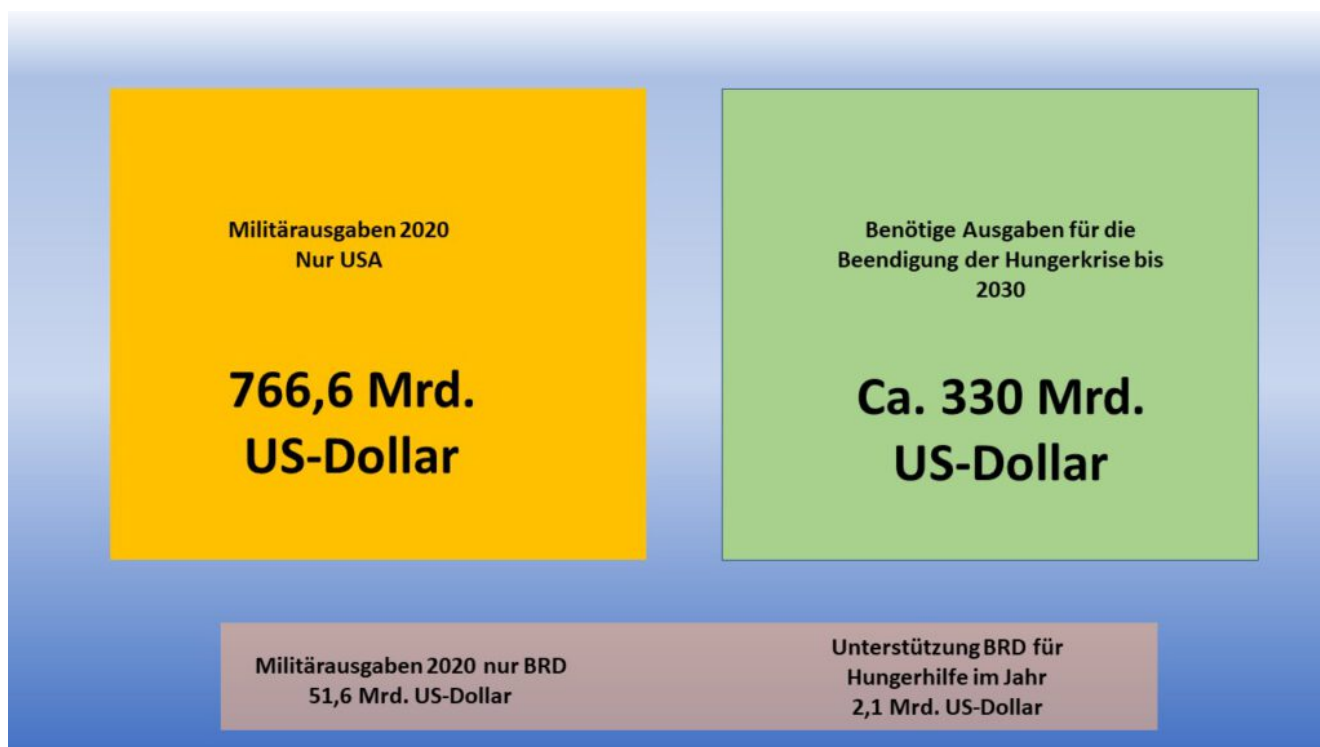 Militärausgaben 2020
Nur USA
766,6 Mrd.
US-Dollar
Benötige Ausgaben für die
Beendigung der Hungerkrise bis
2030
Ca. 330 Mrd.
US-Dollar
Militärausgaben 2020 nur BRD
51,6 Mrd. US-Dollar
Unterstützung BRD für
Hungerhilfe im Jahr
2,1 Mrd. US-Dollar